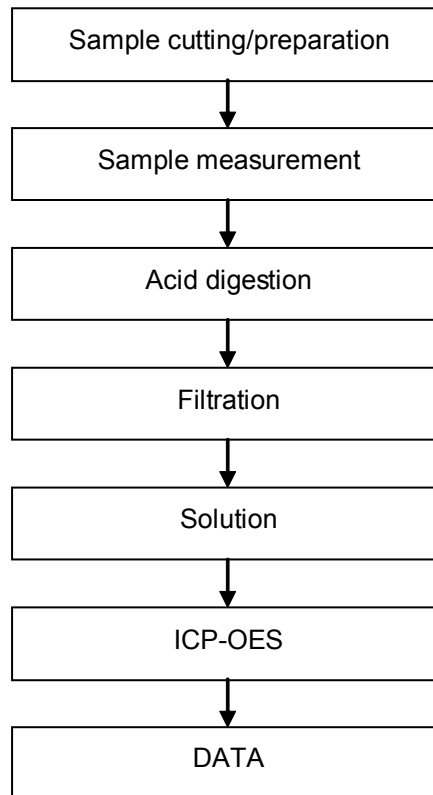 Sample cutting/preparation
Sample measurement
Acid digestion
Filtration
Solution
ICP-OES
DATA